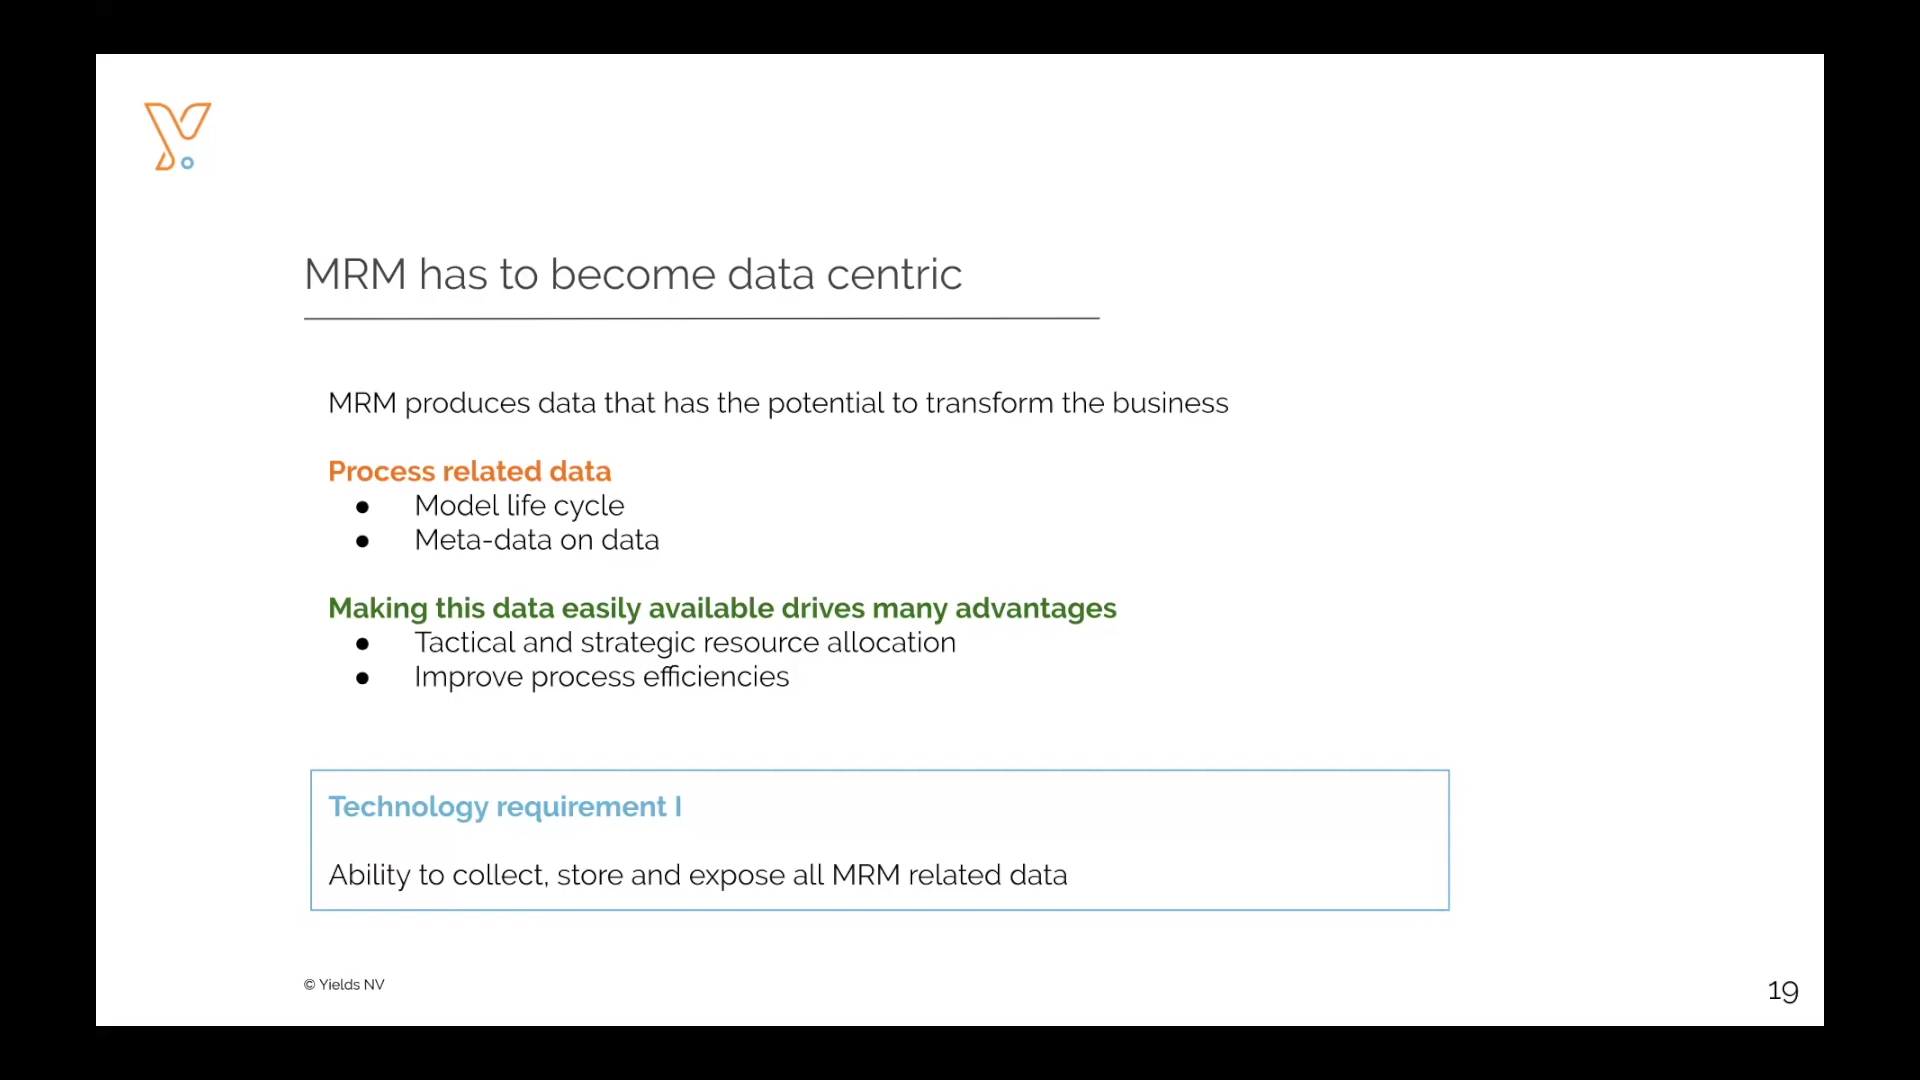 MRM has to become data centric
MRM produces data that has the potential to transform the business
Process related data
● Model life cycle
● Meta-data on data
Making this data easily available drives many advantages
● Tactical and strategic resource allocation
● Improve process efficiencies
Technology requirement I
Ability to collect, store and expose all MRM related data
© Yields NV
19